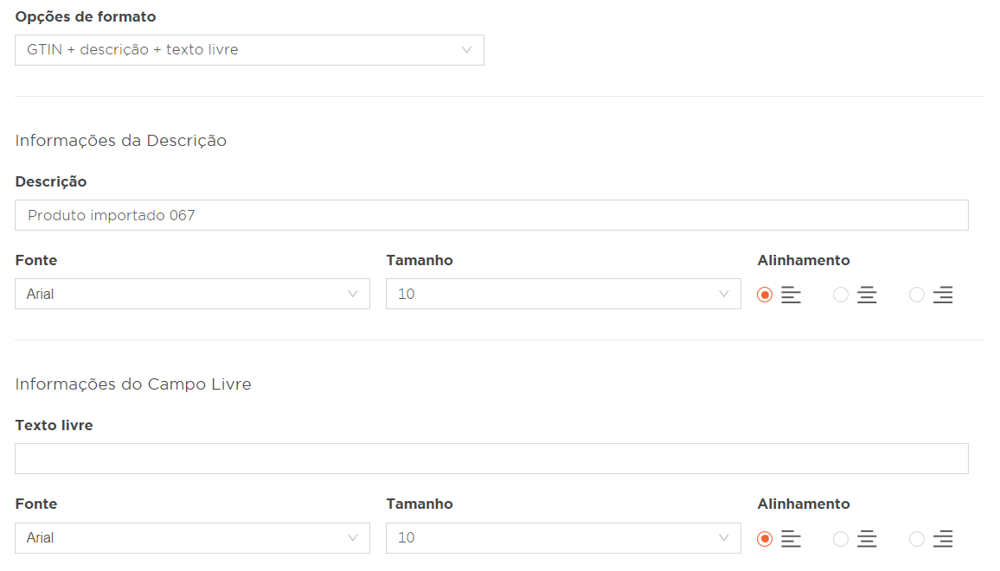 Opções de formato
GTIN + descrição + texto livre
Informações da Descrição
Descrição
Produto importado 067
Fonte Tamanho Alinhamento
Arial 10
Informações do Campo Livre
Texto livre
Fonte Tamanho Alinhamento
Arial 10